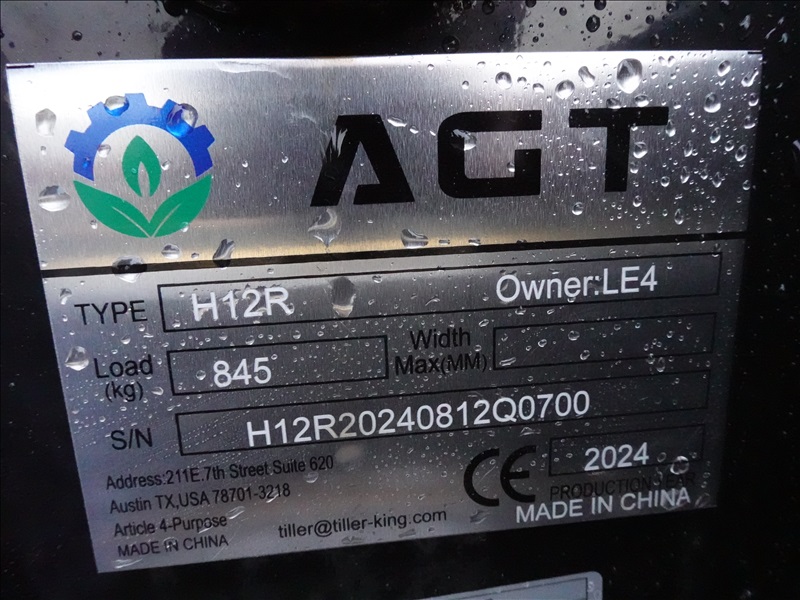 AGT
TYPE H12R Owner:LE4
Load (kg) 845 Width Max(MM)
S/N H12R20240812Q0700
Address:211E.7th Street Suite 620
Austin TX,USA 78701-3218
Article 4-Purpose
MADE IN CHINA
tiller@tiller-king.com
CE 2024
PRODUCTION YEAR
MADE IN CHINA